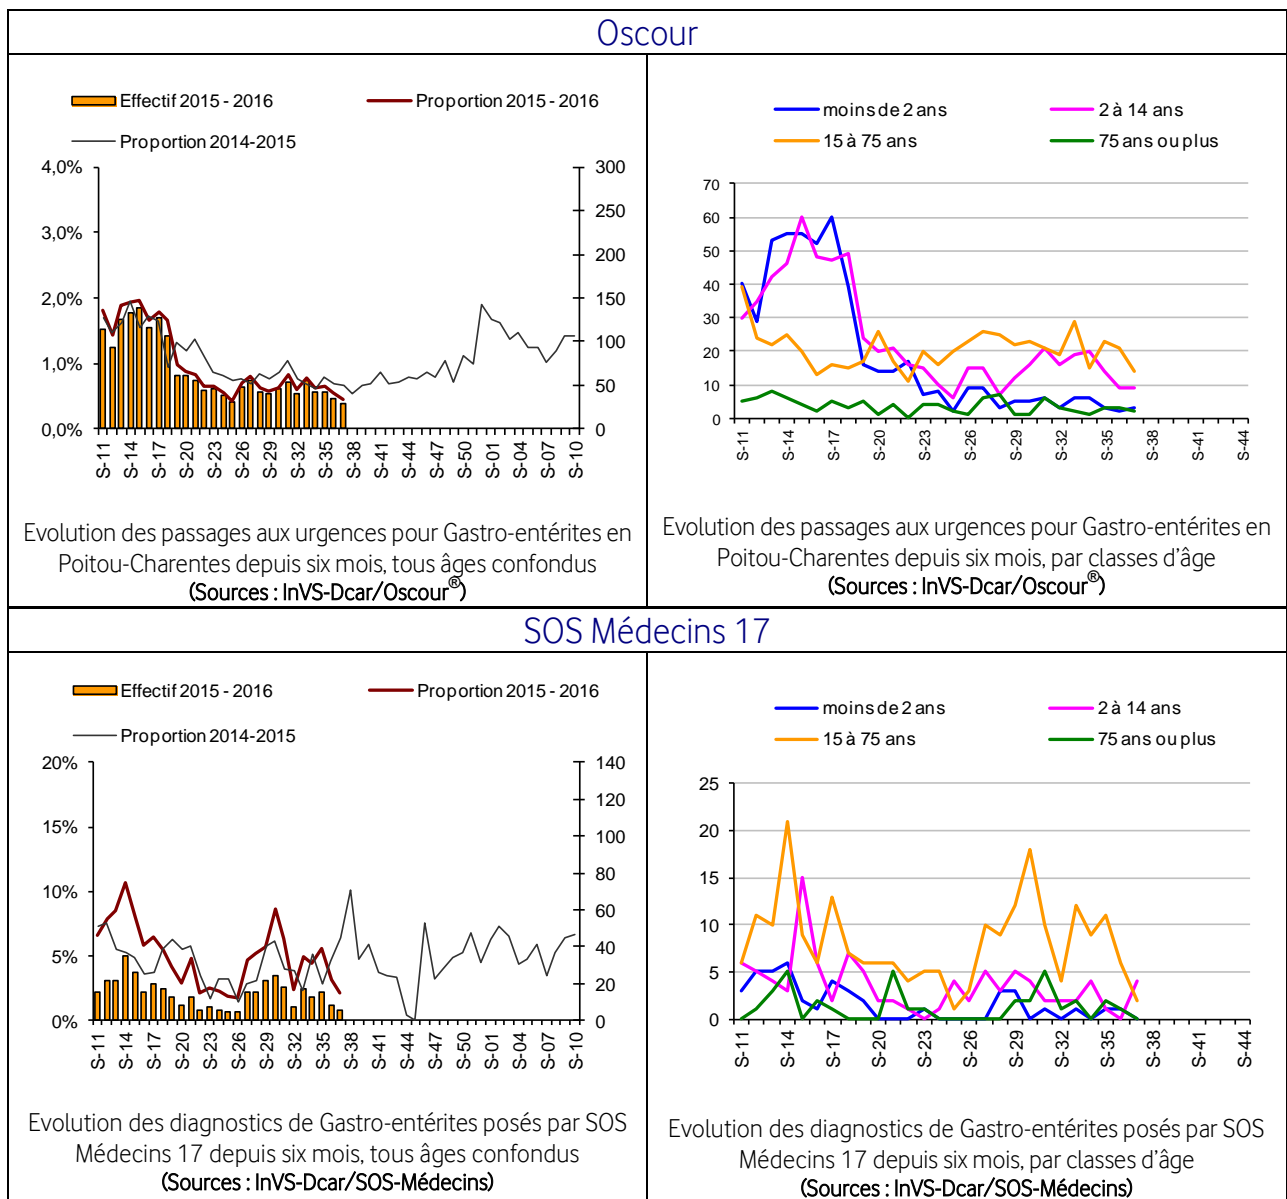 Oscour
Effectif 2015 - 2016
Proportion 2015 - 2016
Proportion 2014-2015
4,0%
3,0%
2,0%
1,0%
0,0%
300
250
200
150
100
50
0
S-11
S-14
S-17
S-20
S-23
S-26
S-29
S-32
S-35
S-38
S-41
S-44
S-47
S-50
S-01
S-04
S-07
S-10
Evolution des passages aux urgences pour Gastro-entérites en
Poitou-Charentes depuis six mois, tous âges confondus
(Sources : InVS-Dcar/Oscour®)
moins de 2 ans
2 à 14 ans
15 à 75 ans
75 ans ou plus
70
60
50
40
30
20
10
0
S-11
S-14
S-17
S-20
S-23
S-26
S-29
S-32
S-35
S-38
S-41
S-44
Evolution des passages aux urgences pour Gastro-entérites en
Poitou-Charentes depuis six mois, par classes d'âge
(Sources : InVS-Dcar/Oscour®)
SOS Médecins 17
Effectif 2015 - 2016
Proportion 2015 - 2016
Proportion 2014-2015
20%
15%
10%
5%
0%
140
120
100
80
60
40
20
0
S-11
S-14
S-17
S-20
S-23
S-26
S-29
S-32
S-35
S-38
S-41
S-44
S-47
S-50
S-01
S-04
S-07
S-10
Evolution des diagnostics de Gastro-entérites posés par SOS
Médecins 17 depuis six mois, tous âges confondus
(Sources : InVS-Dcar/SOS-Médecins)
moins de 2 ans
2 à 14 ans
15 à 75 ans
75 ans ou plus
25
20
15
10
5
0
S-11
S-14
S-17
S-20
S-23
S-26
S-29
S-32
S-35
S-38
S-41
S-44
Evolution des diagnostics de Gastro-entérites posés par SOS
Médecins 17 depuis six mois, par classes d'âge
(Sources : InVS-Dcar/SOS-Médecins)